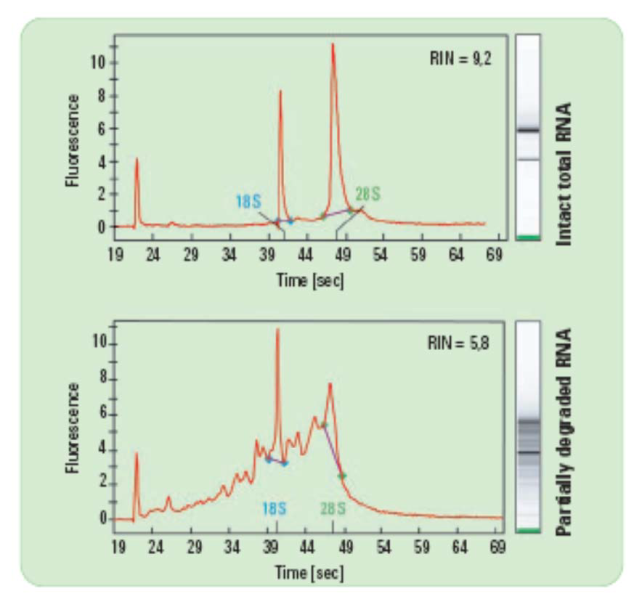 RIN = 9,2
10
8
6
4
2
0
Fluorescence
18S
28S
19 24 29 34 39 44 49 54 59 64 69
Time [sec]
Intact total RNA
RIN = 5,8
10
8
6
4
2
0
Fluorescence
18S
28S
19 24 29 34 39 44 49 54 59 64 69
Time [sec]
Partially degraded RNA